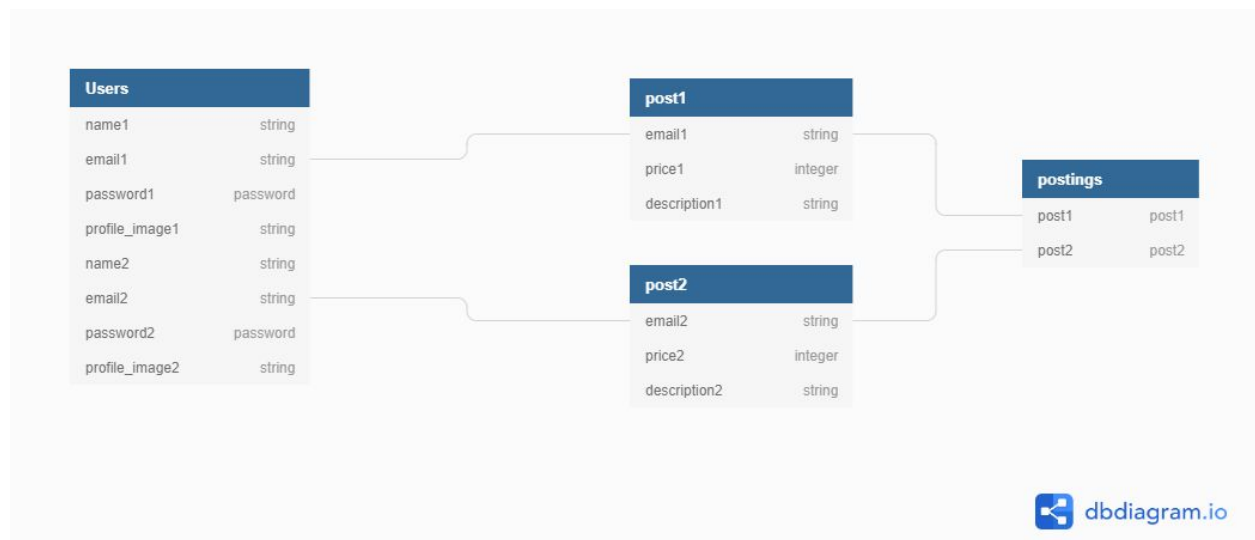 Users
name1 string
email1 string
password1 password
profile_image1 string
name2 string
email2 string
password2 password
profile_image2 string
post1
email1 string
price1 integer
description1 string
post2
email2 string
price2 integer
description2 string
postings
post1 post1
post2 post2
dbdiagram.io